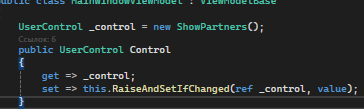 public class MainWindowViewModel : ViewModelBase
UserControl _control = new ShowPartners();
Ссылок: 6
public UserControl Control
{
get => _control;
set => this.RaiseAndSetIfChanged(ref _control, value);
}